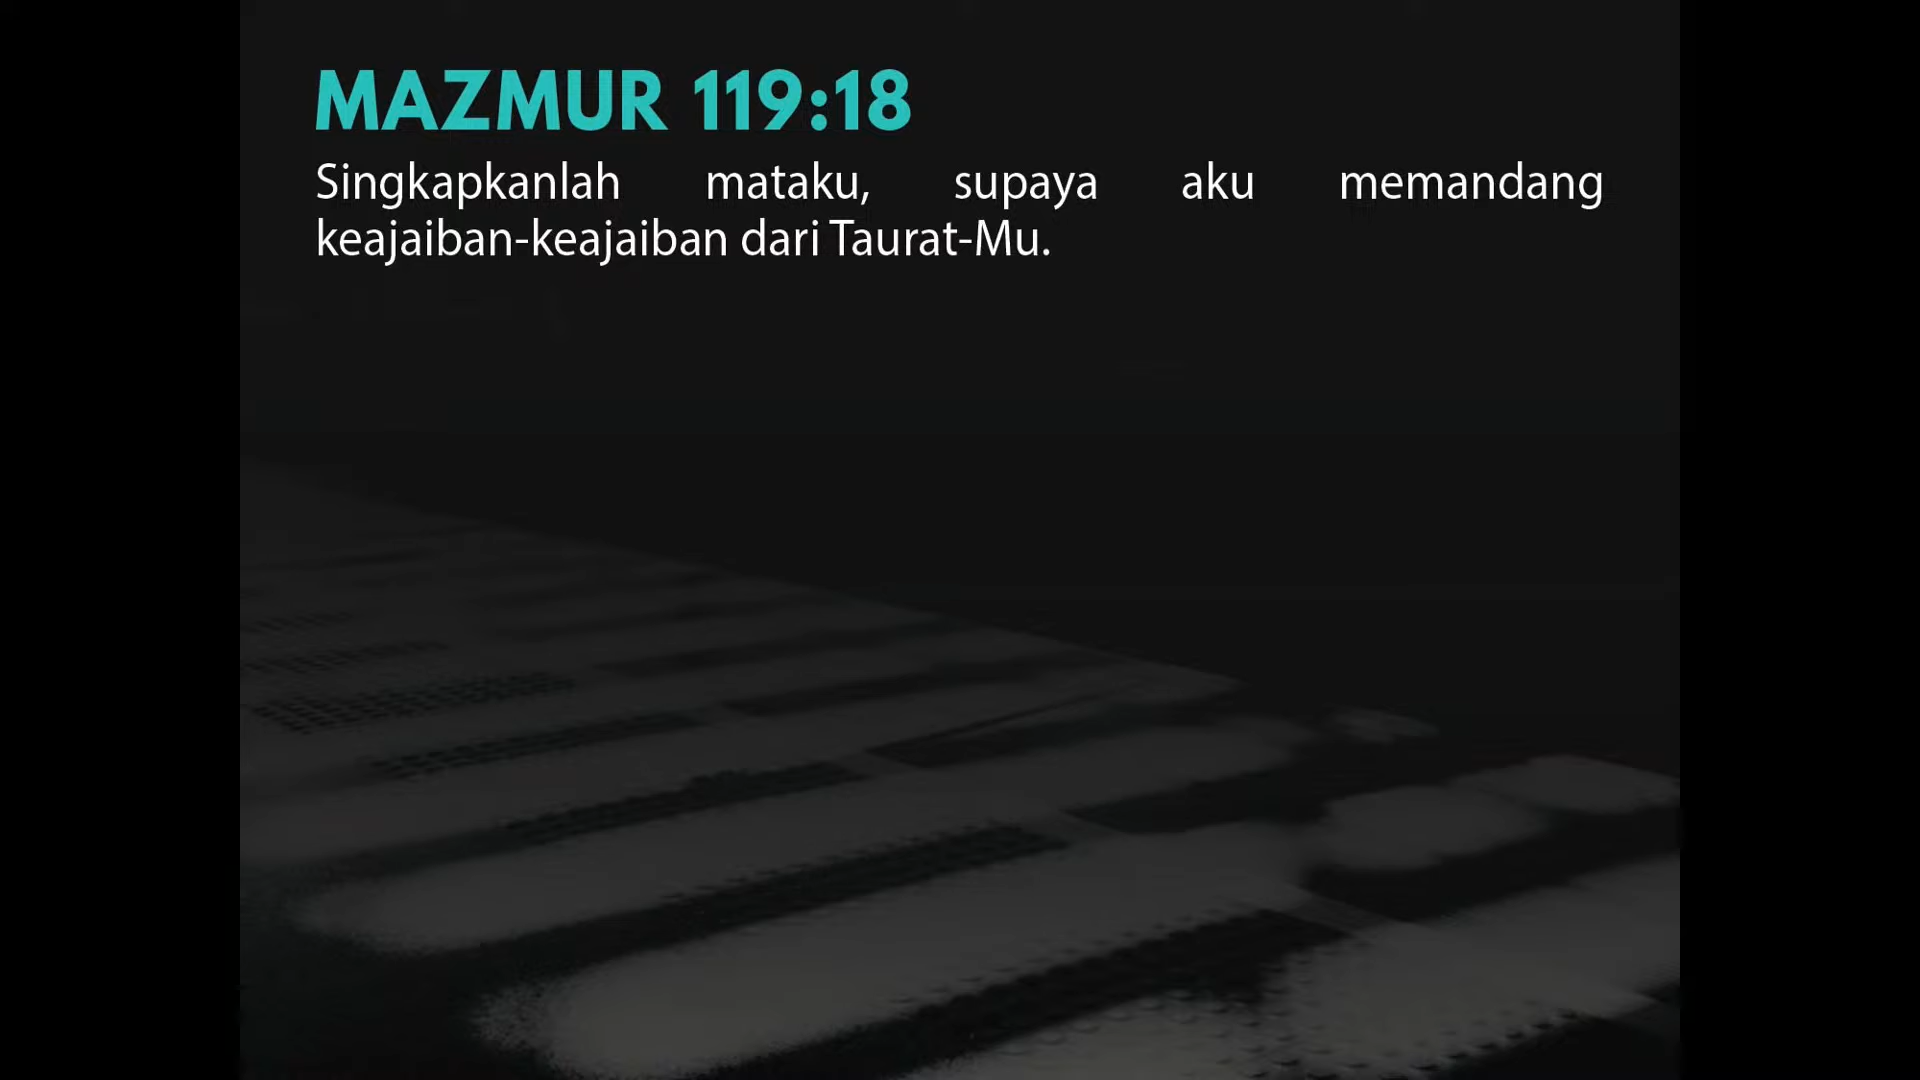 MAZMUR 119:18
Singkapkanlah mataku, supaya aku memandang
keajaiban-keajaiban dari Taurat-Mu.